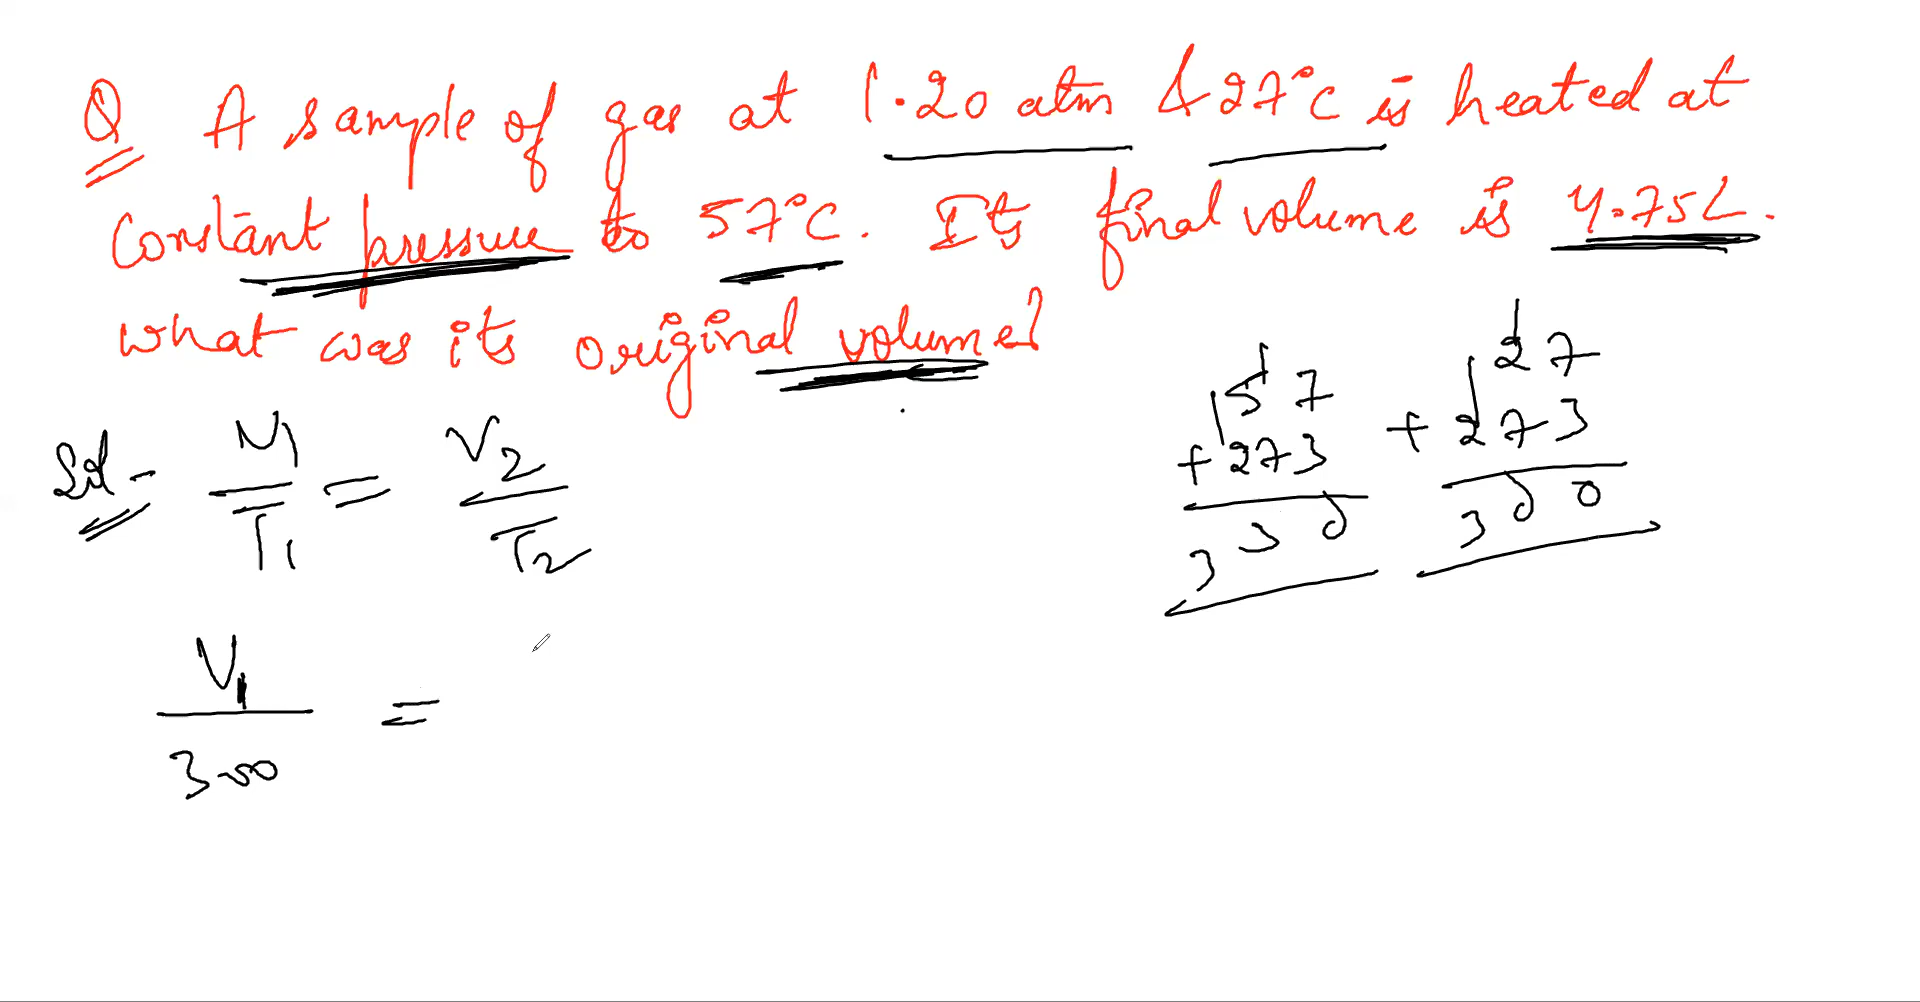 Q A sample of gas at 1.20 atm & 27°C is heated at
constant pressure to 57°C. Its final volume is 4.75L.
what was its original volume?
Sol - V1/T1 = V2/T2
57
+273
330
27
+ 273
300
V1/300 =